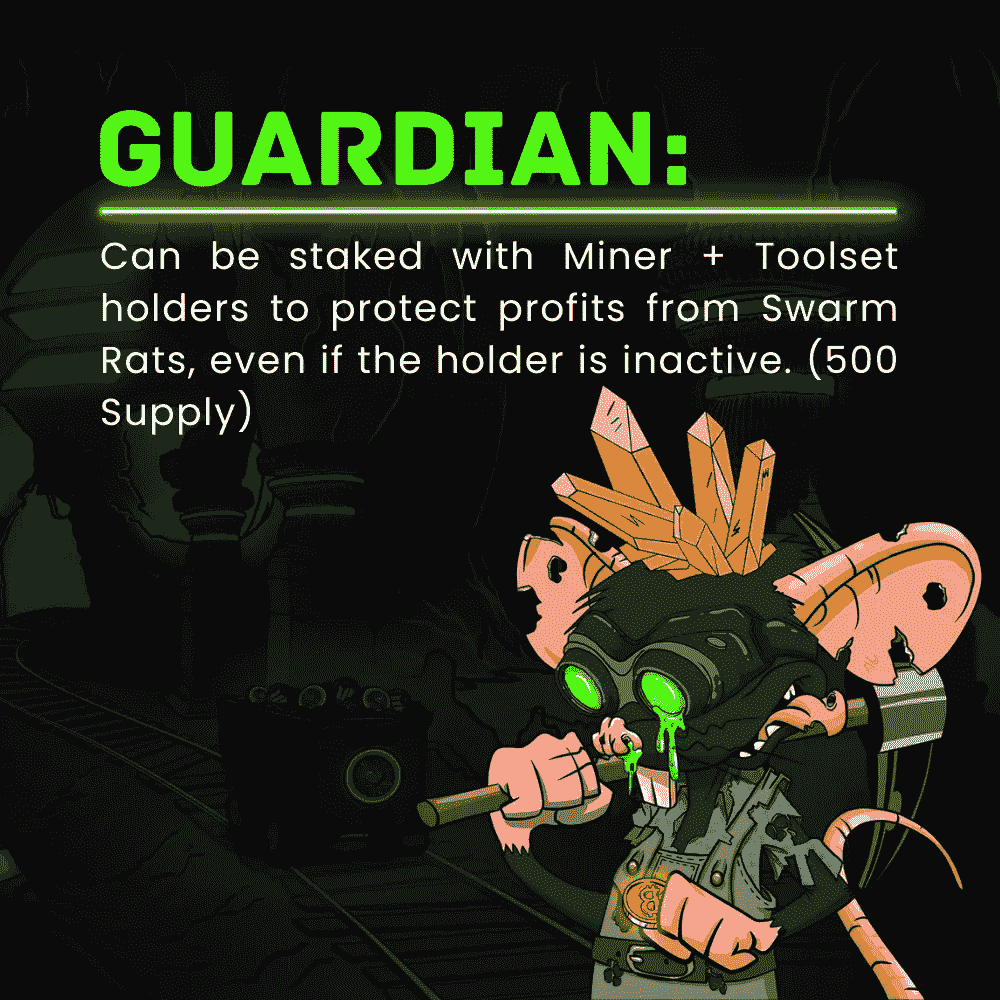 GUARDIAN:
Can be staked with Miner + Toolset
holders to protect profits from Swarm
Rats, even if the holder is inactive. (500
Supply)